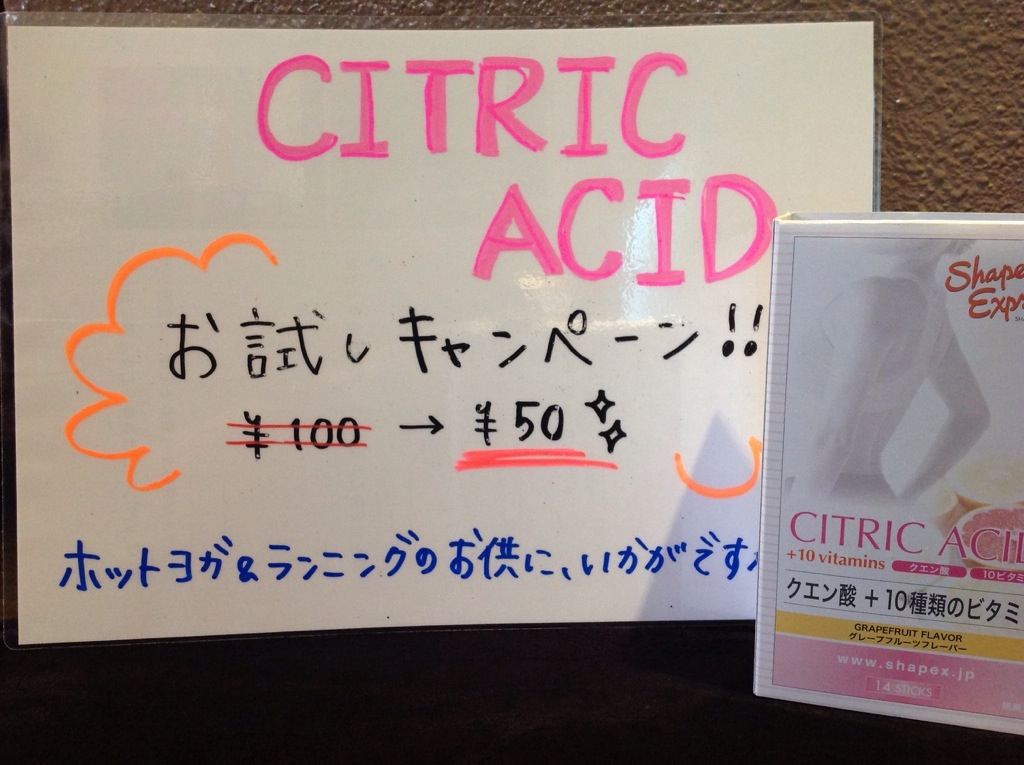 CITRIC
ACID
お試しキャンペーン!!
¥100 → ¥50
ホットヨガ&ランニングのお供に、いかがです
Shape
CITRIC ACID
+10 vitamins クエン酸
クエン酸 + 10種類のビタミ
GRAPEFRUIT FLAVOR
グレープフルーツフレーバー
www.shapex.jp
14 STICKS